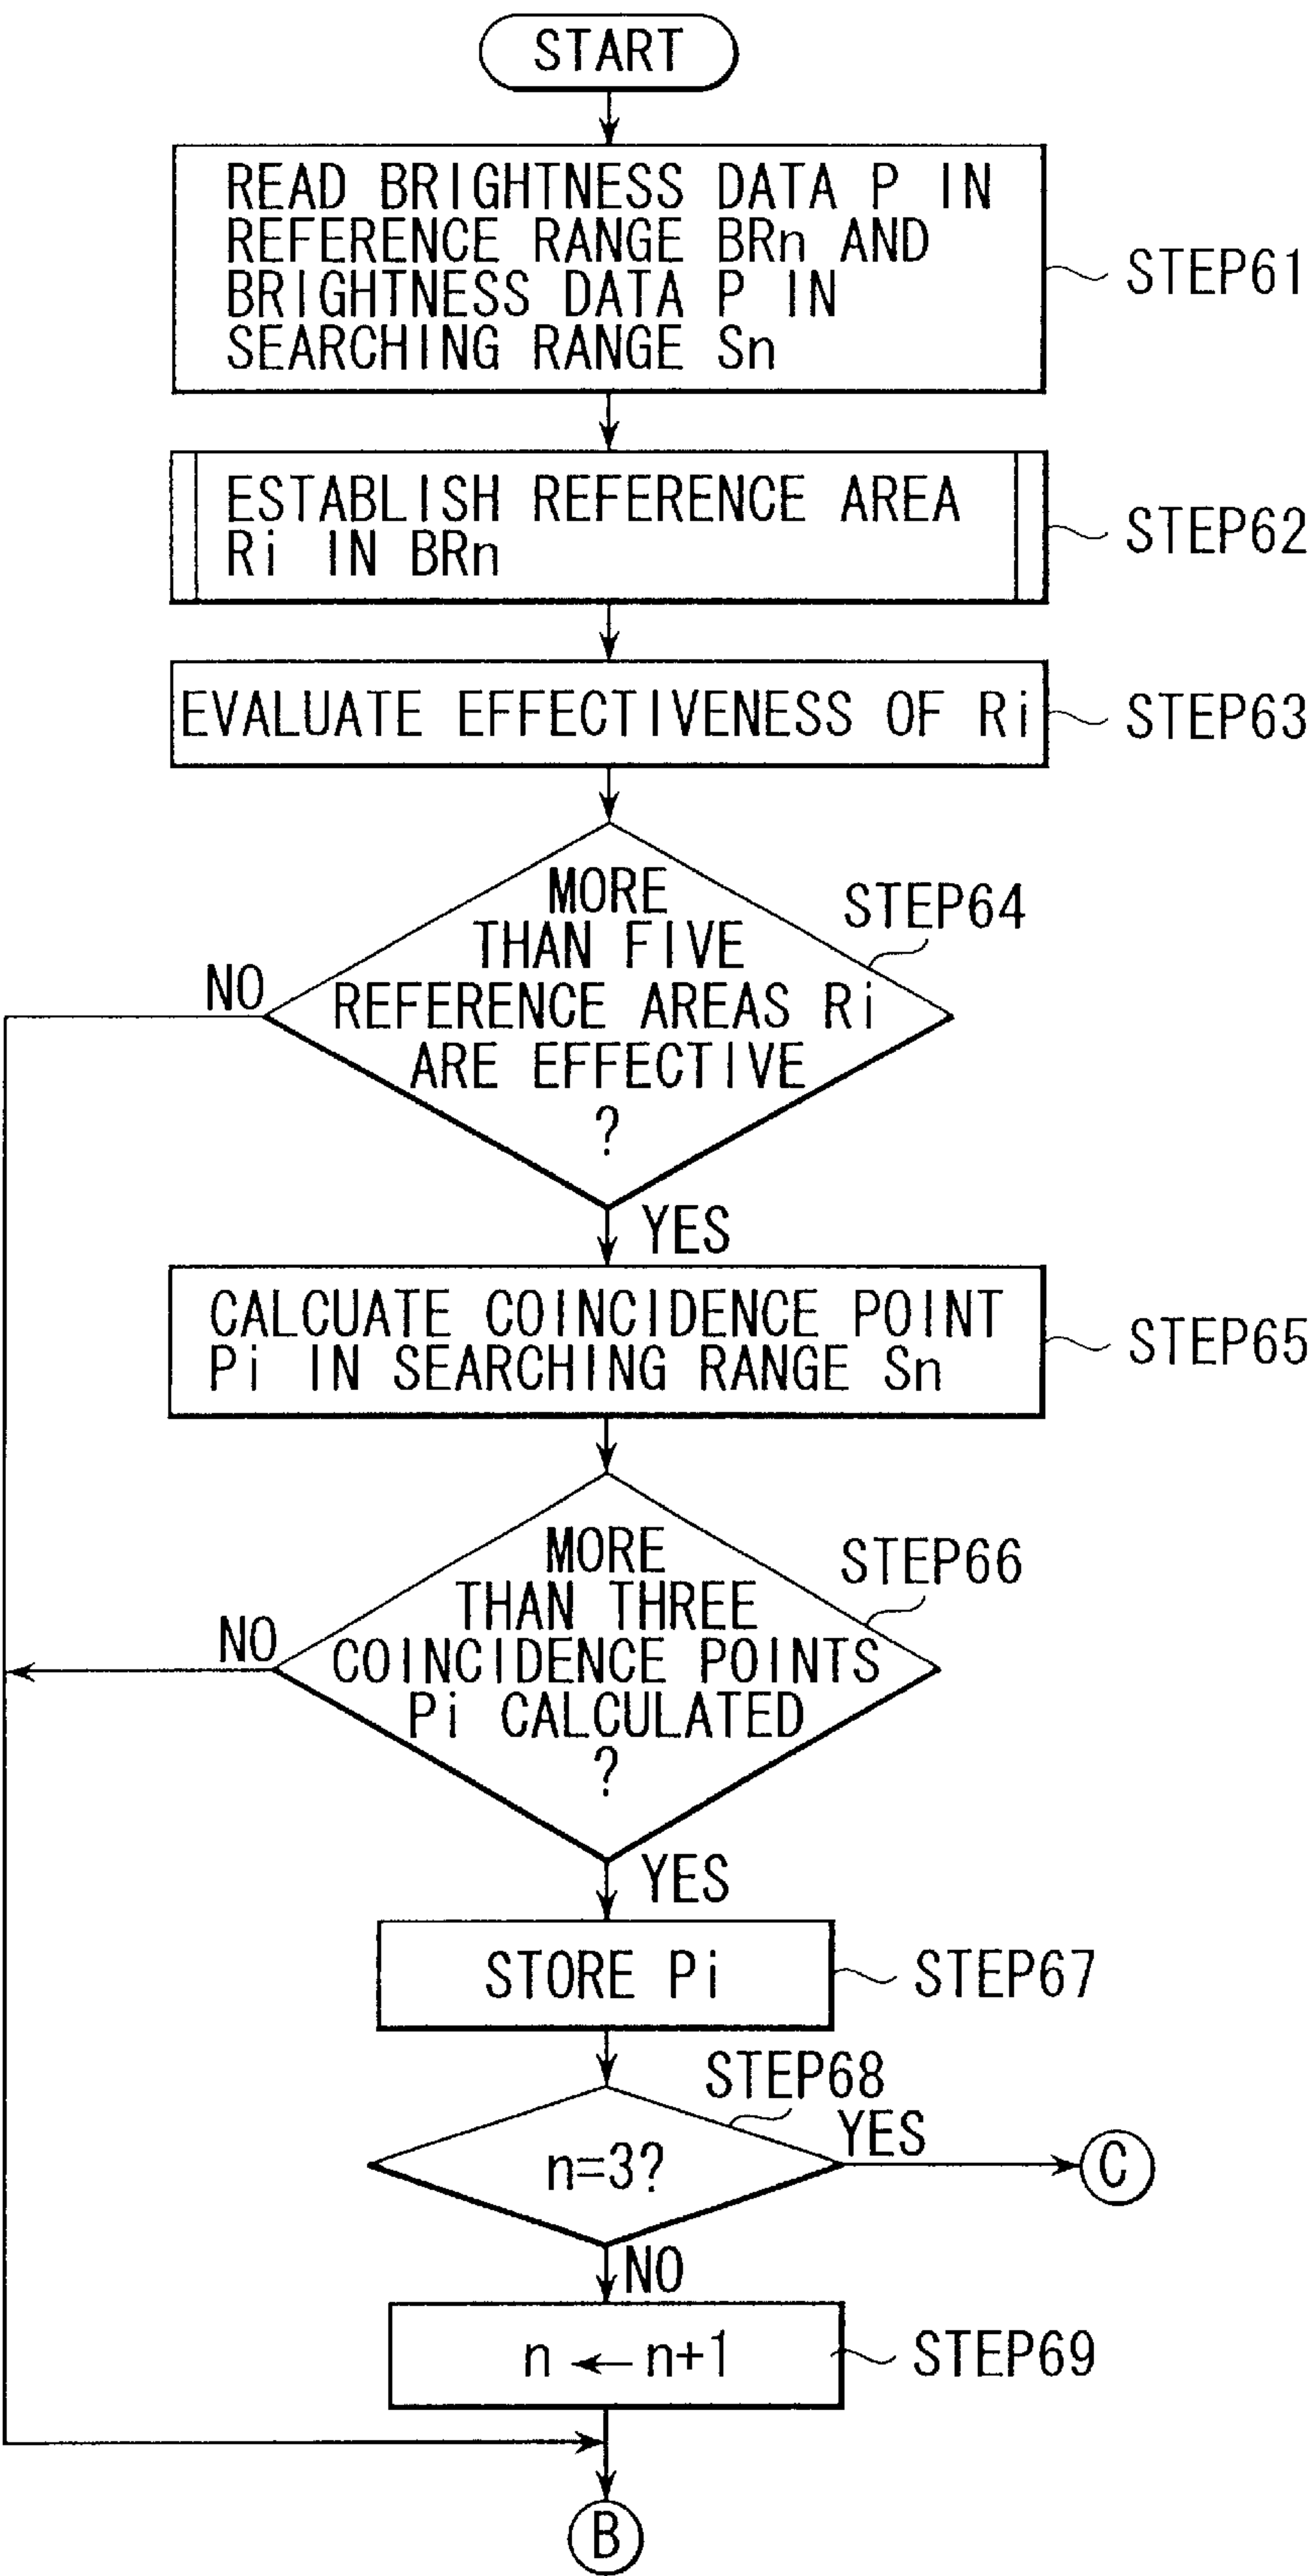 START
READ BRIGHTNESS DATA P IN
REFERENCE RANGE BRn AND
BRIGHTNESS DATA P IN
SEARCHING RANGE Sn
STEP61
ESTABLISH REFERENCE AREA
Ri IN BRn
STEP62
EVALUATE EFFECTIVENESS OF Ri
STEP63
MORE
THAN FIVE
REFERENCE AREAS Ri
ARE EFFECTIVE
?
STEP64
NO
YES
CALCUATE COINCIDENCE POINT
Pi IN SEARCHING RANGE Sn
STEP65
MORE
THAN THREE
COINCIDENCE POINTS
Pi CALCULATED
?
STEP66
NO
YES
STORE Pi
STEP67
STEP68
n=3?
YES
C
NO
n ← n+1
STEP69
B